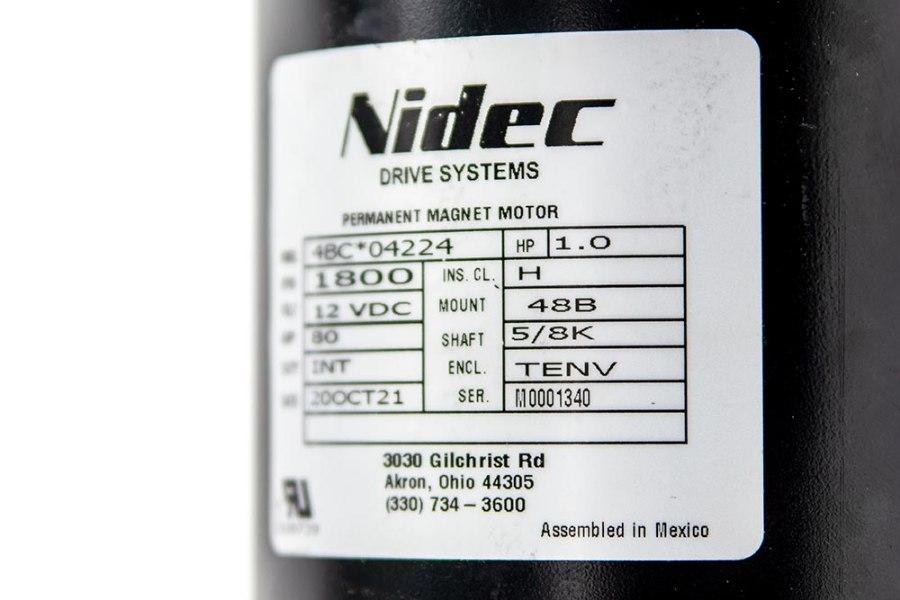 Nidec
DRIVE SYSTEMS
PERMANENT MAGNET MOTOR
4BC*04224 HP 1.0
1800 INS. CL. H
12 VDC MOUNT 48B
80 SHAFT 5/8K
INT ENCL. TENV
20OCT21 SER. M0001340
3030 Gilchrist Rd
Akron, Ohio 44305
(330) 734-3600
Assembled in Mexico